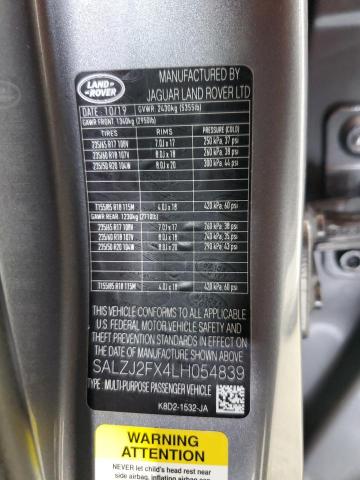 LAND
ROVER
MANUFACTURED BY
JAGUAR LAND ROVER LTD
DATE 10/19 GVWR 2430kg (5355lb)
GAWR FRONT 1340kg (2950lb)
TIRES RIMS PRESSURE (COLD)
235/65 R17 108V 7.0J x 17 250 kPa, 37 psi
235/60 R18 107V 8.0J x 18 260 kPa, 38 psi
235/50 R20 104W 8.0J x 20 300 kPa, 44 psi
T155/85 R18 115M 4.0J x 18 420 kPa, 60 psi
GAWR REAR 1230kg (2710lb)
235/65 R17 108V 7.0J x 17 260 kPa, 38 psi
235/60 R18 107V 8.0J x 18 240 kPa, 35 psi
235/50 R20 104W 8.0J x 20 290 kPa, 42 psi
T155/85 R18 115M 4.0J x 18 420 kPa, 60 psi
THIS VEHICLE CONFORMS TO ALL APPLICABLE
U.S. FEDERAL MOTOR VEHICLE SAFETY
STANDARDS IN EFFECT ON THE
DATE OF MANUFACTURE SHOWN ABOVE
SALZJ2FX4LH054839
TYPE: MULTI-PURPOSE PASSENGER VEHICLE
K8D2-1532-JA
WARNING
ATTENTION
NEVER let child's head rest near
side airbag, inflating airbag can